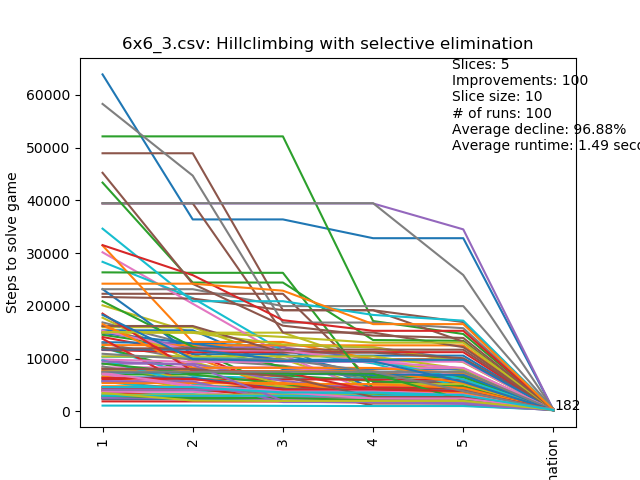 6x6_3.csv: Hillclimbing with selective elimination
Slices: 5
Improvements: 100
Slice size: 10
# of runs: 100
Average decline: 96.88%
Average runtime: 1.49 seco
Steps to solve game
60000
50000
40000
30000
20000
10000
0
182
1
2
3
4
5
nation